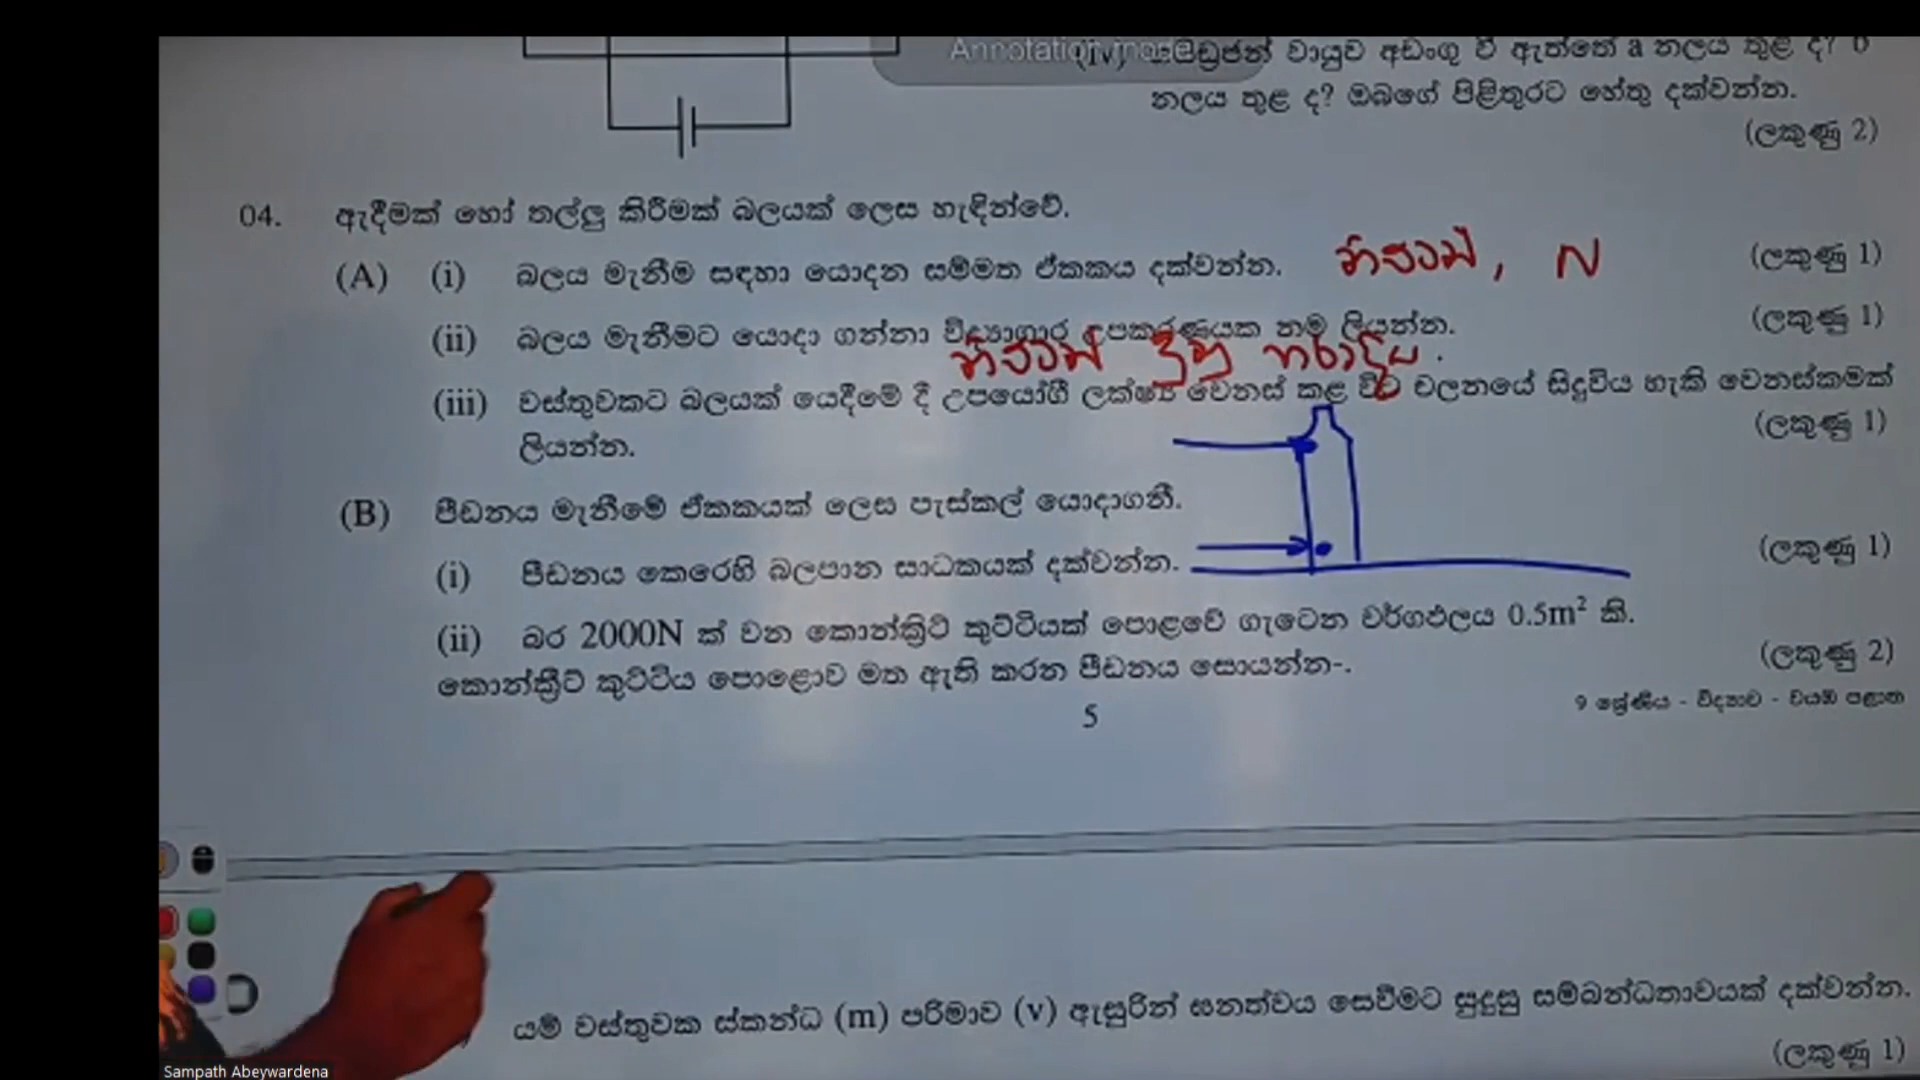 Annotation mode
(iv) හයිඩ්‍රජන් වායුව අඩංගු වී ඇත්තේ a නලය තුළ ද? b
නලය තුළ ද? ඔබගේ පිළිතුරට හේතු දක්වන්න.
(ලකුණු 2)
04. ඇදීමක් හෝ තල්ලු කිරීමක් බලයක් ලෙස හැඳින්වේ.
(A) (i) බලය මැනීම සඳහා යොදන සම්මත ඒකකය දක්වන්න. නිව්ටන්, N (ලකුණු 1)
(ii) බලය මැනීමට යොදා ගන්නා විද්‍යාගාර උපකරණයක නම ලියන්න. (ලකුණු 1)
නිව්ටන් දුනු තරාදිය.
(iii) වස්තුවකට බලයක් යෙදීමේ දී උපයෝගී ලක්ෂ්‍ය වෙනස් කළ විට චලනයේ සිදුවිය හැකි වෙනස්කමක්
ලියන්න. (ලකුණු 1)
(B) පීඩනය මැනීමේ ඒකකයක් ලෙස පැස්කල් යොදාගනී.
(i) පීඩනය කෙරෙහි බලපාන සාධකයක් දක්වන්න. (ලකුණු 1)
(ii) බර 2000N ක් වන කොන්ක්‍රීට් කුට්ටියක් පොළවේ ගැටෙන වර්ගඵලය 0.5m² කි.
කොන්ක්‍රීට් කුට්ටිය පොළොව මත ඇති කරන පීඩනය සොයන්න-. (ලකුණු 2)
5
9 ශ්‍රේණිය - විද්‍යාව - වයඹ පළාත
යම් වස්තුවක ස්කන්ධ (m) පරිමාව (v) ඇසුරින් ඝනත්වය සෙවීමට සුදුසු සම්බන්ධතාවයක් දක්වන්න.
(ලකුණු 1)
Sampath Abeywardena